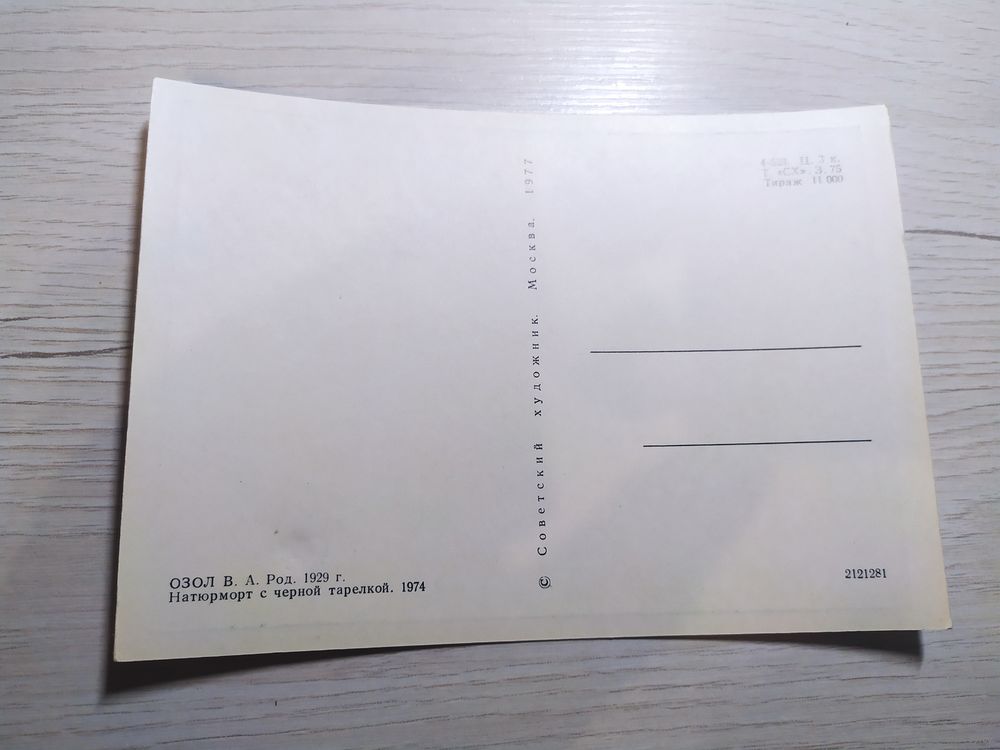 ОЗОЛ В. А. Род. 1929 г.
Натюрморт с черной тарелкой. 1974
© Советский художник. Москва. 1977
Ц. 3 к.
Т. «СХ». З. 75
Тираж 11 000
2121281